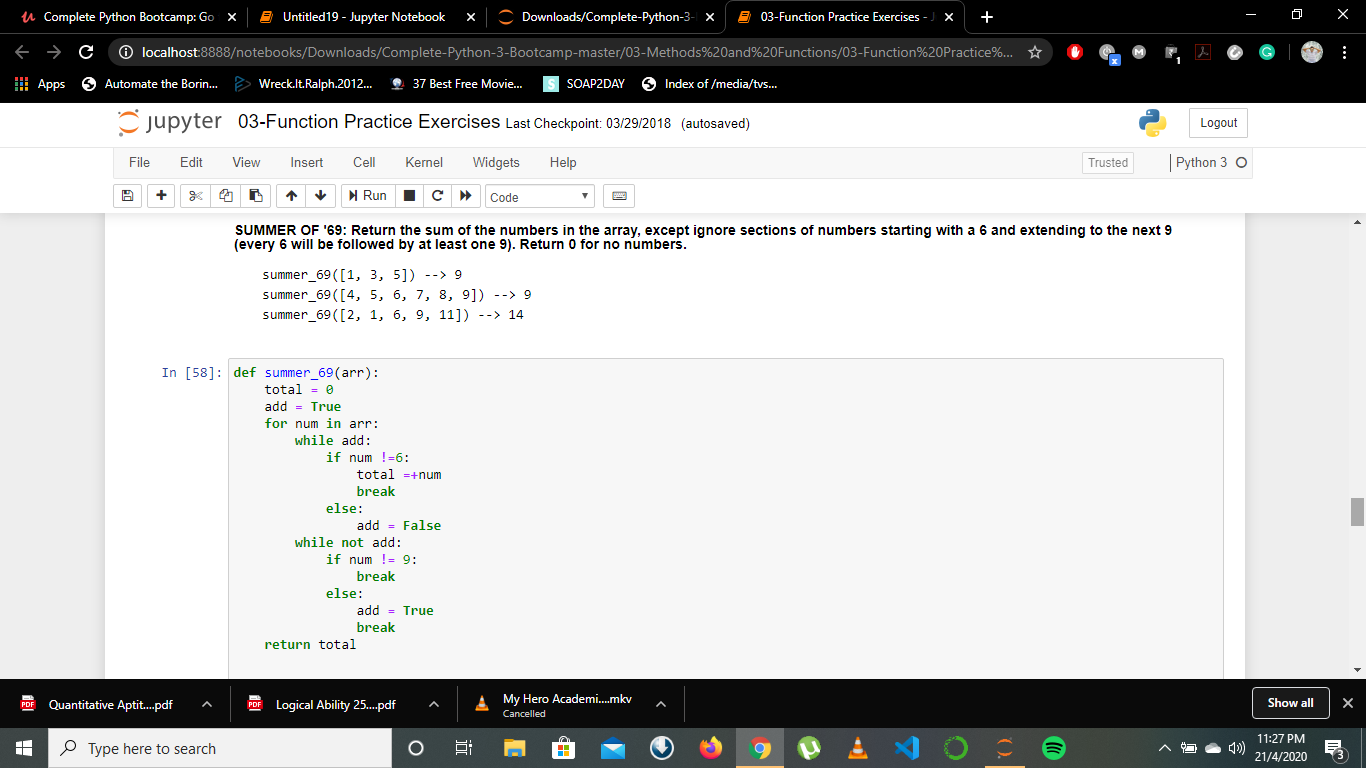 Complete Python Bootcamp: Go
Untitled19 - Jupyter Notebook
Downloads/Complete-Python-3-
03-Function Practice Exercises - J
localhost:8888/notebooks/Downloads/Complete-Python-3-Bootcamp-master/03-Methods%20and%20Functions/03-Function%20Practice%...
Apps
Automate the Borin...
Wreck.It.Ralph.2012...
37 Best Free Movie...
S
SOAP2DAY
Index of /media/tvs...
jupyter 03-Function Practice Exercises Last Checkpoint: 03/29/2018 (autosaved)
Logout
File Edit View Insert Cell Kernel Widgets Help
Trusted
Python 3
Run
Code
SUMMER OF '69: Return the sum of the numbers in the array, except ignore sections of numbers starting with a 6 and extending to the next 9
(every 6 will be followed by at least one 9). Return 0 for no numbers.
summer_69([1, 3, 5]) --> 9
summer_69([4, 5, 6, 7, 8, 9]) --> 9
summer_69([2, 1, 6, 9, 11]) --> 14
In [58]:
def summer_69(arr):
    total = 0
    add = True
    for num in arr:
        while add:
            if num !=6:
                total =+num
                break
            else:
                add = False
        while not add:
            if num != 9:
                break
            else:
                add = True
                break
    return total
PDF
Quantitative Aptit....pdf
PDF
Logical Ability 25....pdf
My Hero Academi....mkv
Cancelled
Show all
Type here to search
11:27 PM
21/4/2020
3